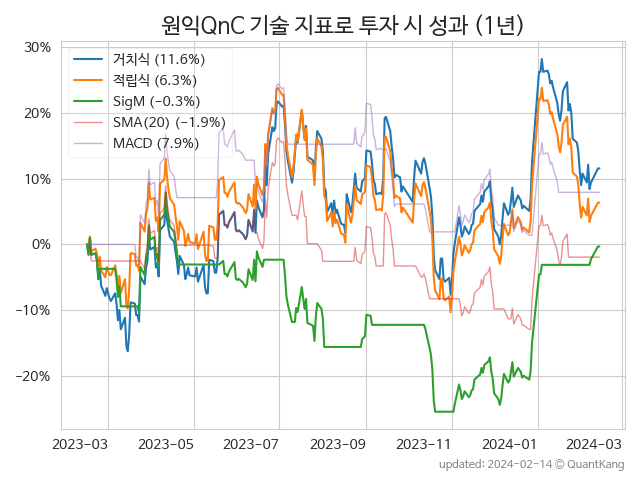 원익QnC 기술 지표로 투자 시 성과 (1년)
30%
20%
10%
0%
−10%
−20%
거치식 (11.6%)
적립식 (6.3%)
SigM (−0.3%)
SMA(20) (−1.9%)
MACD (7.9%)
2023-03 2023-05 2023-07 2023-09 2023-11 2024-01 2024-03
updated: 2024-02-14 © QuantKang